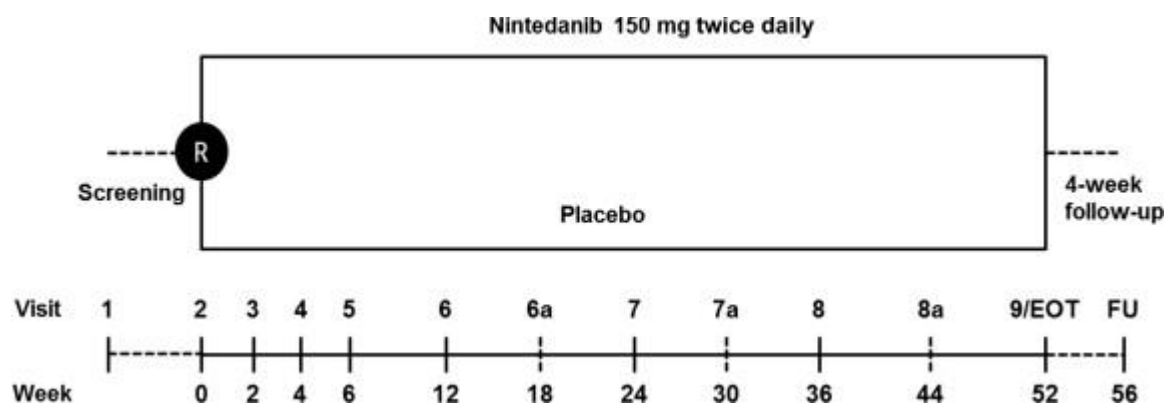 Nintedanib 150 mg twice daily
R
Screening
Placebo
4-week
follow-up
Visit 1 2 3 4 5 6 6a 7 7a 8 8a 9/EOT FU
Week 0 2 4 6 12 18 24 30 36 44 52 56